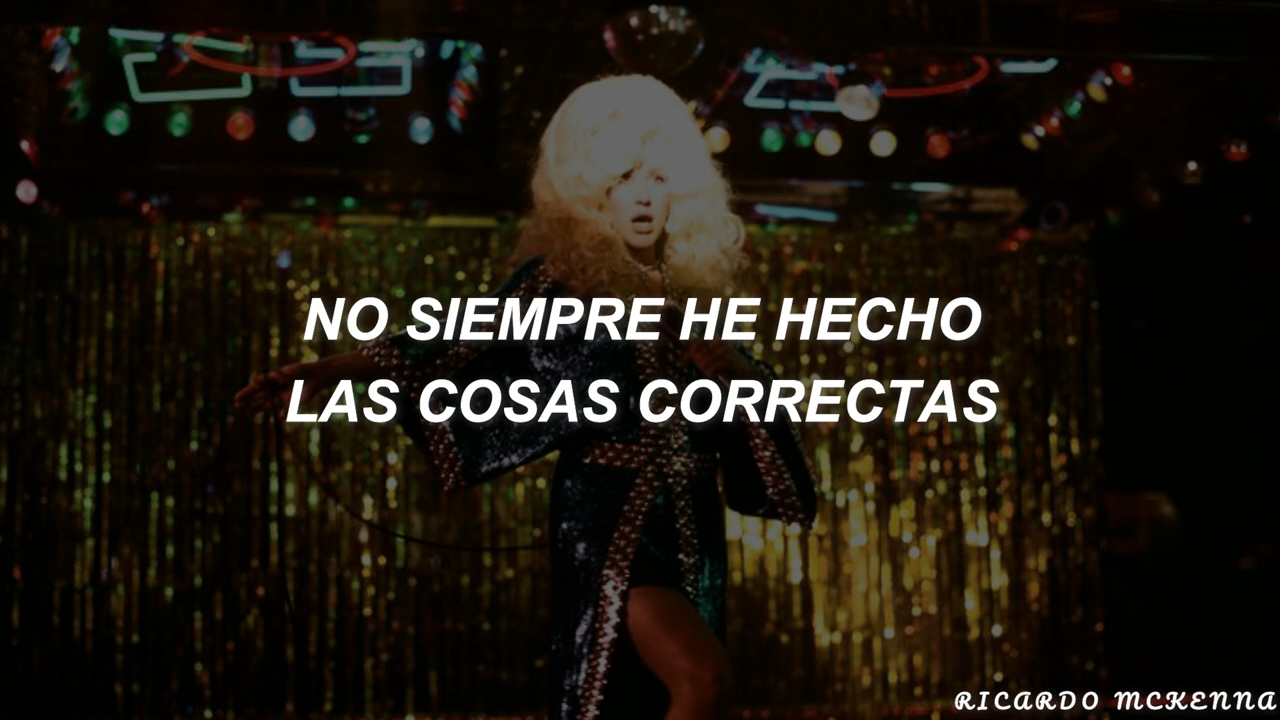 NO SIEMPRE HE HECHO
LAS COSAS CORRECTAS
RICARDO MCKENNA